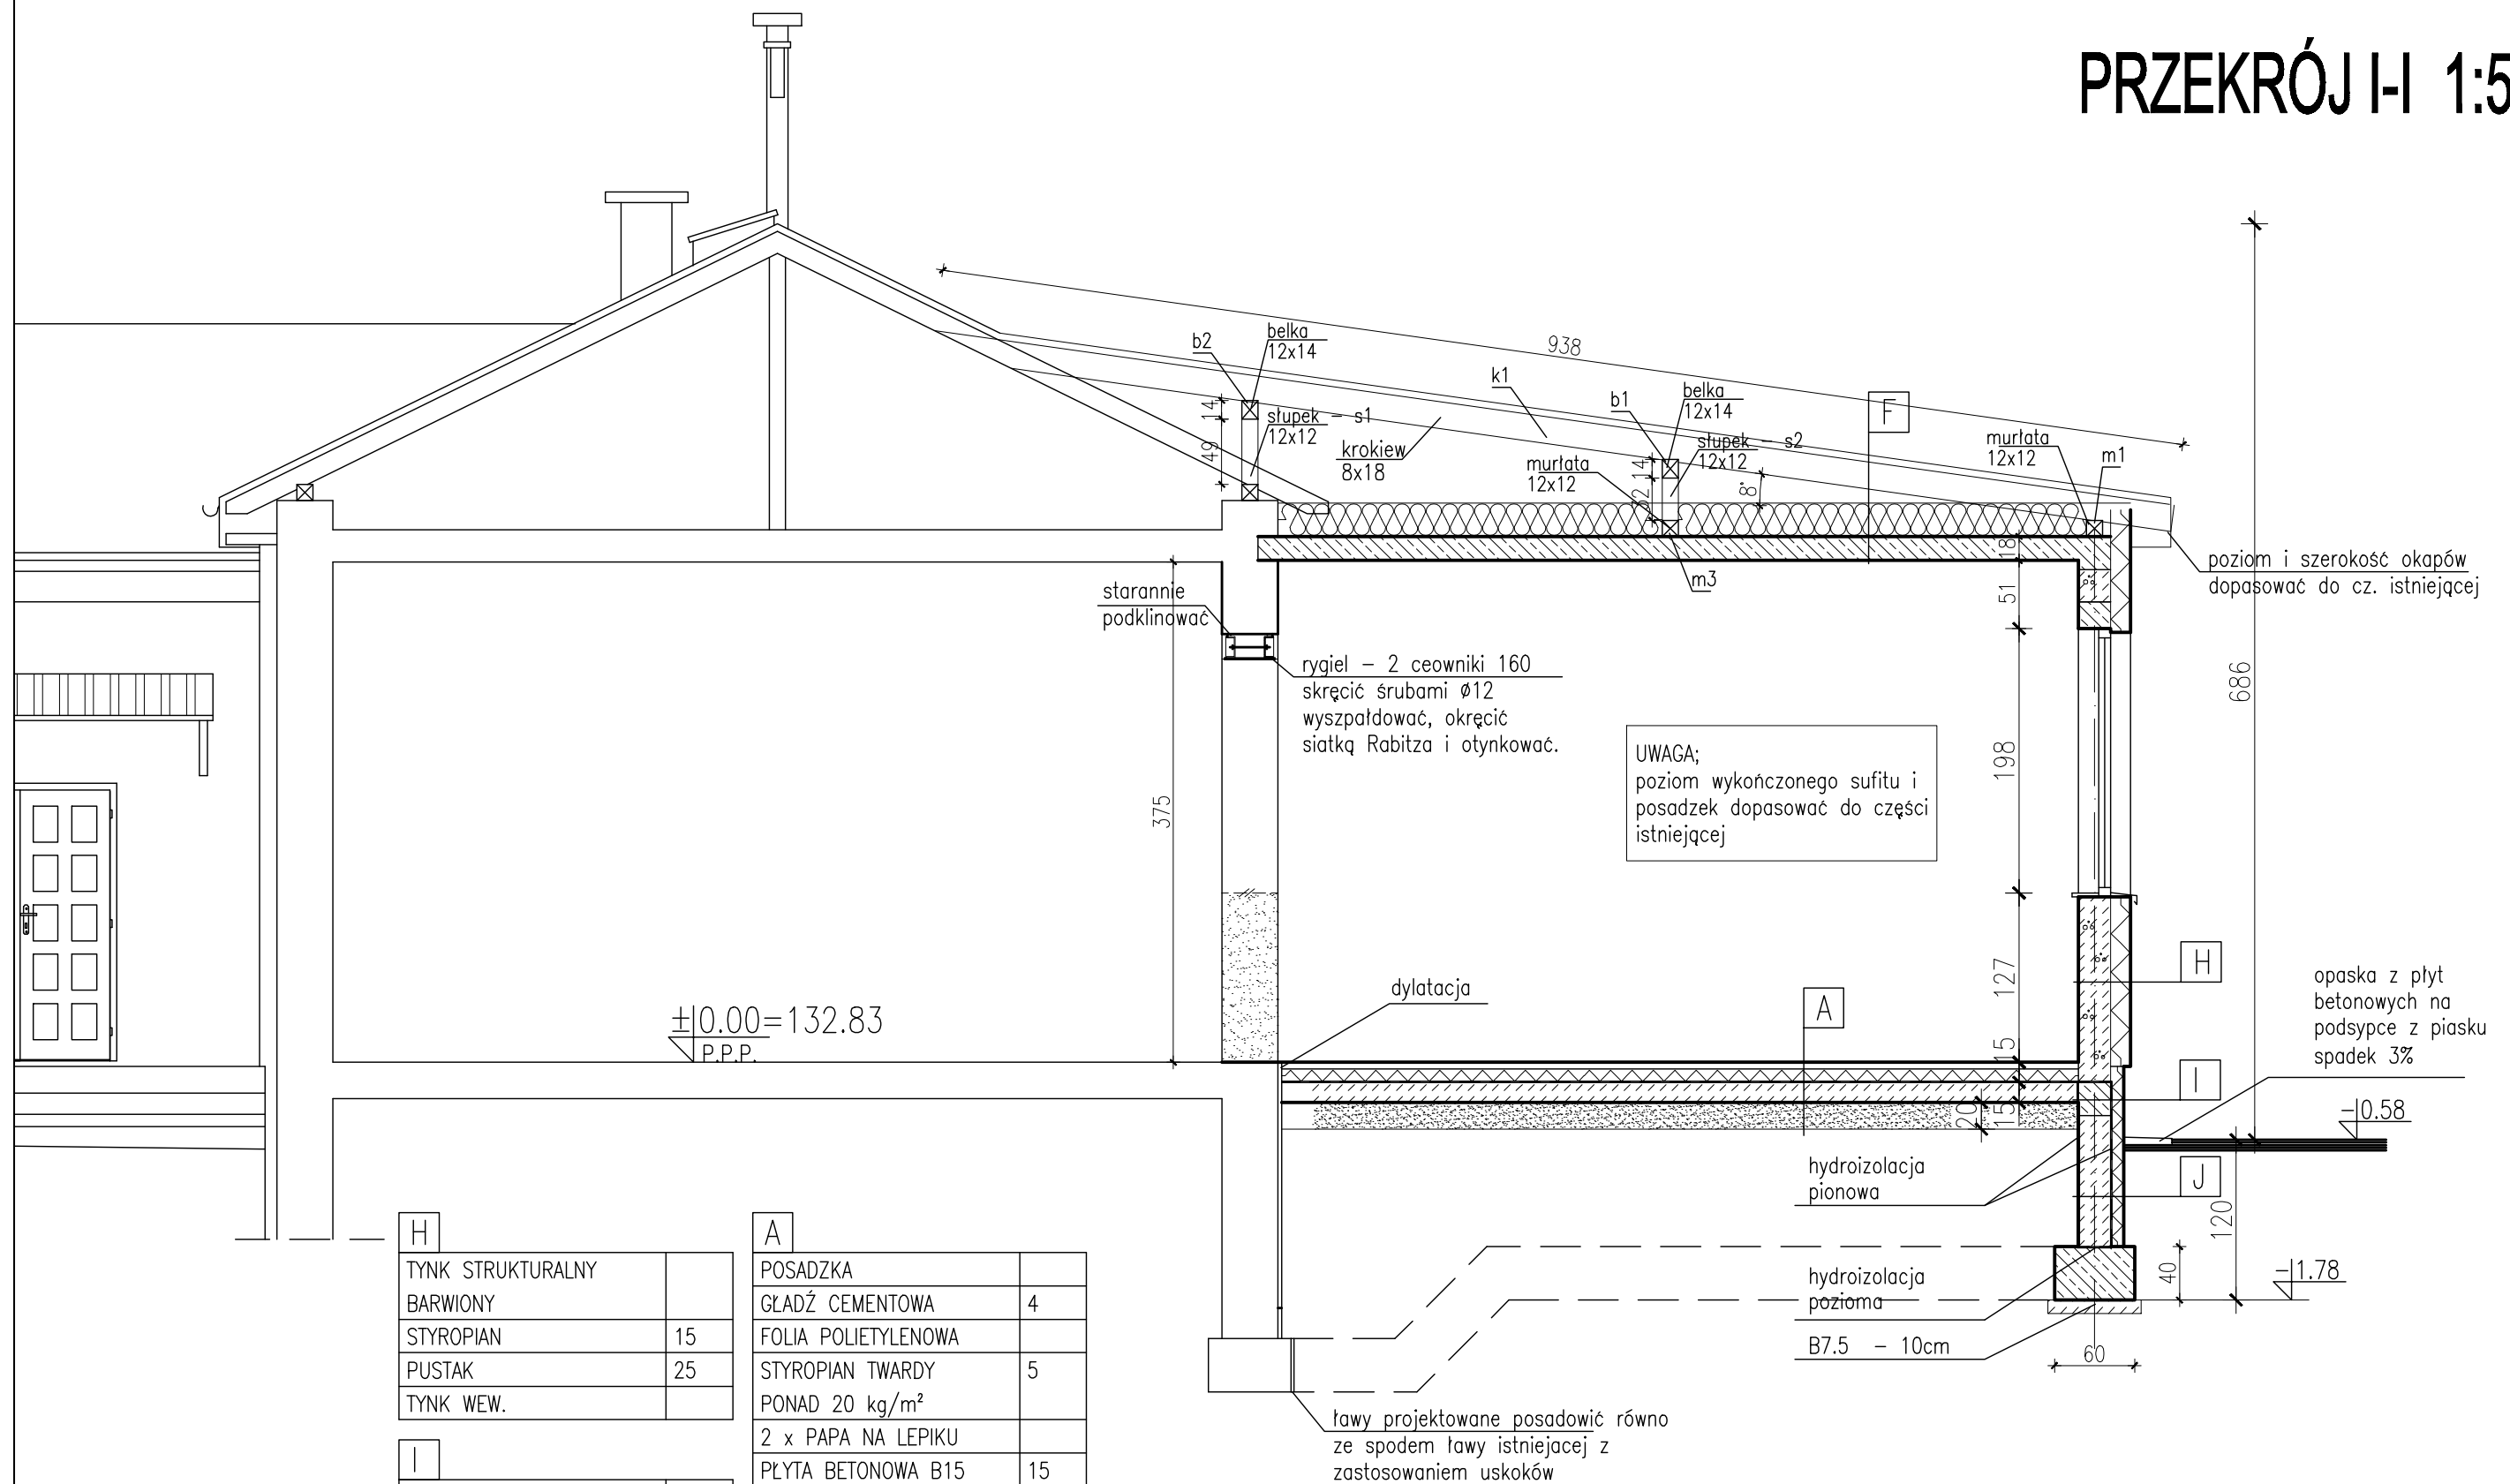 PRZEKRÓJ I-I 1:5
938
b2
belka
12x14
k1
b1
belka
12x14
F
14
49
słupek - s1
12x12
krokiew
8x18
murłata
12x12
14
32
słupek - s2
12x12
8°
murłata
12x12
m1
m3
18
51
poziom i szerokość okapów
dopasować do cz. istniejącej
starannie
podklinować
rygiel - 2 ceowniki 160
skręcić śrubami Ø12
wyszpałdować, okręcić
siatką Rabitza i otynkować.
686
UWAGA;
poziom wykończonego sufitu i
posadzek dopasować do części
istniejącej
198
375
127
H
opaska z płyt
betonowych na
podsypce z piasku
spadek 3%
dylatacja
A
±0.00=132.83
P.P.P.
15
I
-0.58
20
15
hydroizolacja
pionowa
J
120
hydroizolacja
pozioma
40
-1.78
B7.5 - 10cm
60
ławy projektowane posadowić równo
ze spodem ławy istniejacej z
zastosowaniem uskoków
H
TYNK STRUKTURALNY
BARWIONY
STYROPIAN 15
PUSTAK 25
TYNK WEW.
I
A
POSADZKA
GŁADŹ CEMENTOWA 4
FOLIA POLIETYLENOWA
STYROPIAN TWARDY 5
PONAD 20 kg/m²
2 x PAPA NA LEPIKU
PŁYTA BETONOWA B15 15